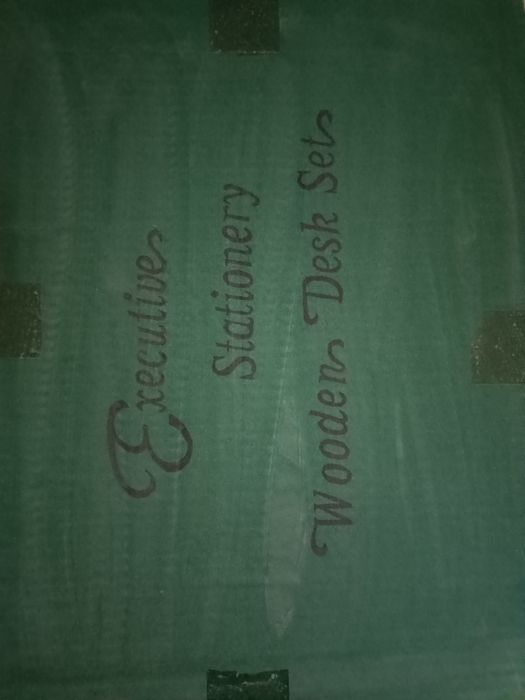 Executive
Stationery
Wooden Desk Set